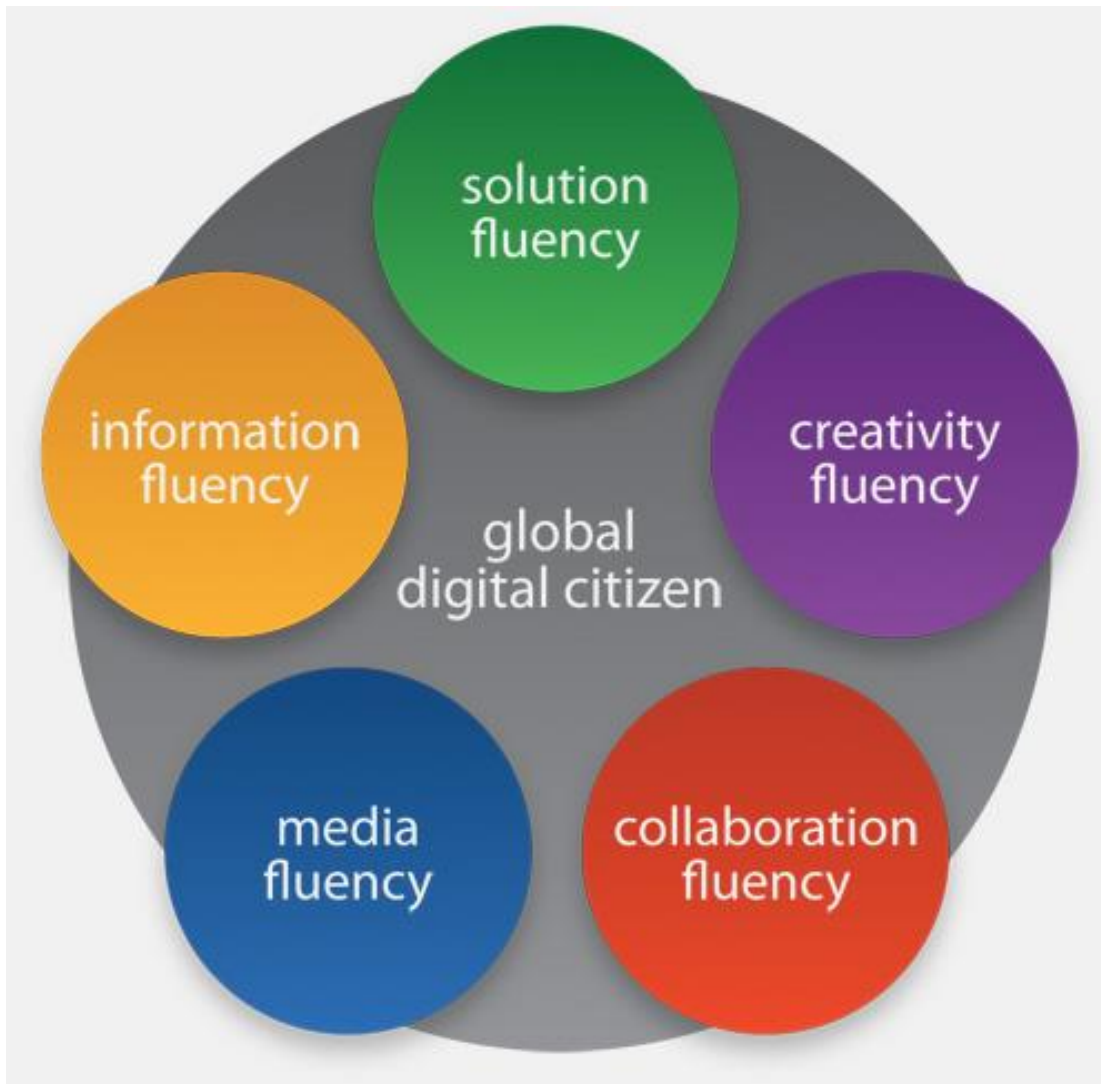 solution
fluency
information
fluency
creativity
fluency
global
digital citizen
media
fluency
collaboration
fluency